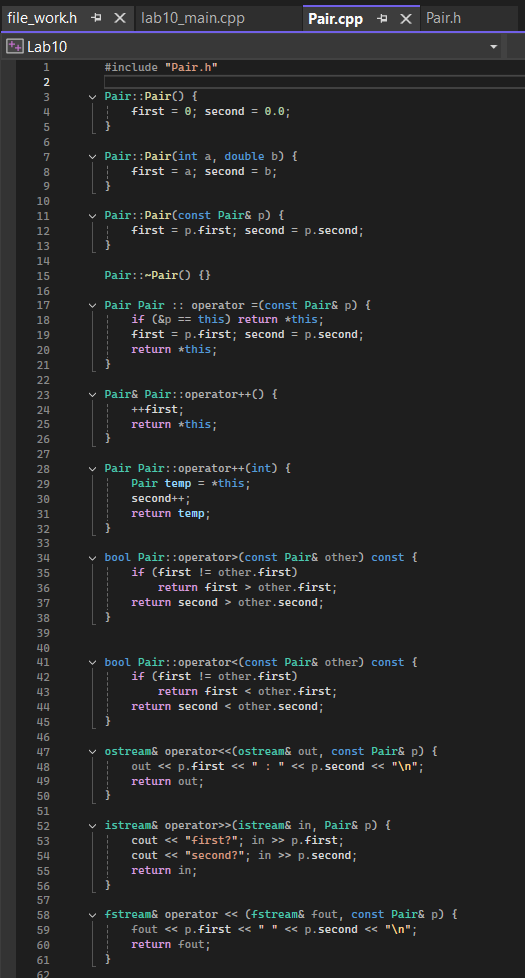 file_work.h
lab10_main.cpp
Pair.cpp
Pair.h
Lab10
1 #include "Pair.h"
2
3 Pair::Pair() {
4 first = 0; second = 0.0;
5 }
6
7 Pair::Pair(int a, double b) {
8 first = a; second = b;
9 }
10
11 Pair::Pair(const Pair& p) {
12 first = p.first; second = p.second;
13 }
14
15 Pair::~Pair() {}
16
17 Pair Pair :: operator =(const Pair& p) {
18 if (&p == this) return *this;
19 first = p.first; second = p.second;
20 return *this;
21 }
22
23 Pair& Pair::operator++() {
24 ++first;
25 return *this;
26 }
27
28 Pair Pair::operator++(int) {
29 Pair temp = *this;
30 second++;
31 return temp;
32 }
33
34 bool Pair::operator>(const Pair& other) const {
35 if (first != other.first)
36 return first > other.first;
37 return second > other.second;
38 }
39
40
41 bool Pair::operator<(const Pair& other) const {
42 if (first != other.first)
43 return first < other.first;
44 return second < other.second;
45 }
46
47 ostream& operator<<(ostream& out, const Pair& p) {
48 out << p.first << " : " << p.second << "\n";
49 return out;
50 }
51
52 istream& operator>>(istream& in, Pair& p) {
53 cout << "first?"; in >> p.first;
54 cout << "second?"; in >> p.second;
55 return in;
56 }
57
58 fstream& operator << (fstream& fout, const Pair& p) {
59 fout << p.first << " " << p.second << "\n";
60 return fout;
61 }
62